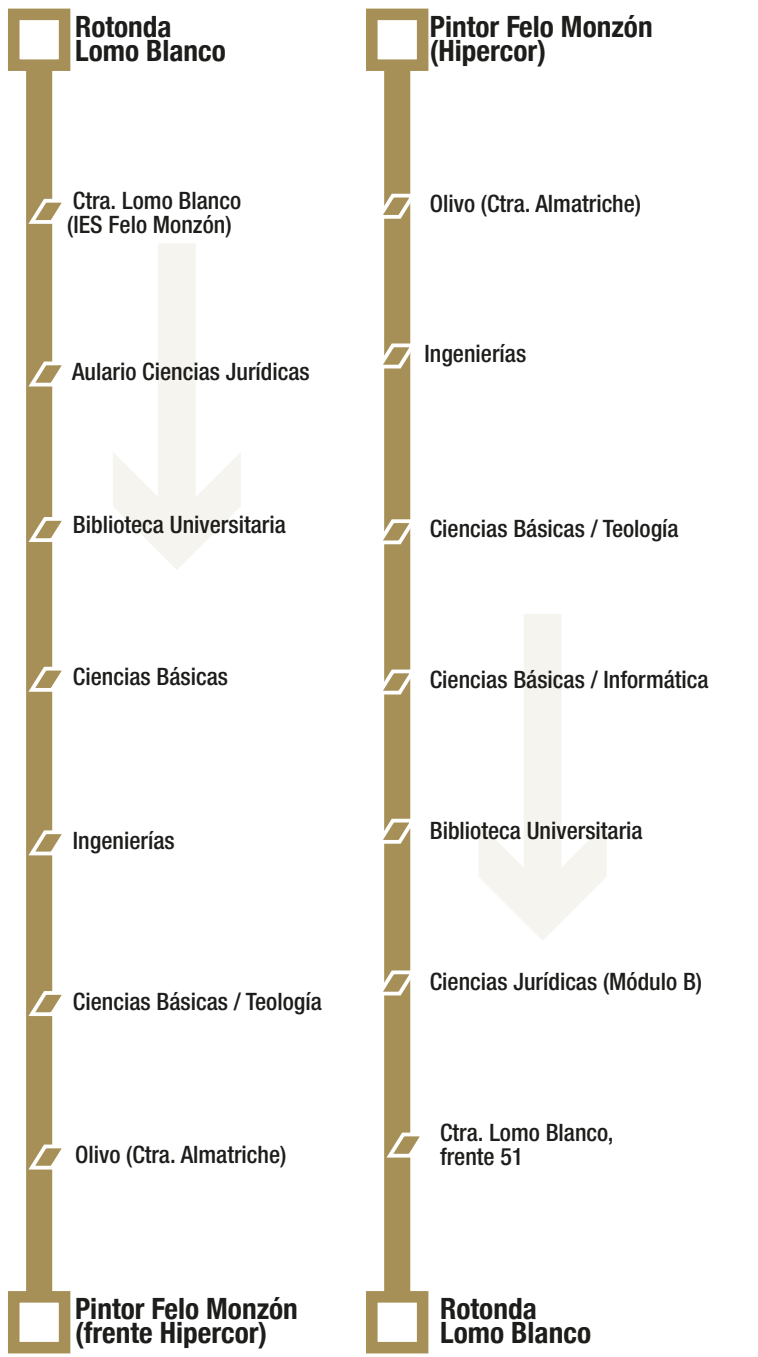 Rotonda
Lomo Blanco
Ctra. Lomo Blanco
(IES Felo Monzón)
Aulario Ciencias Jurídicas
Biblioteca Universitaria
Ciencias Básicas
Ingenierías
Ciencias Básicas / Teología
Olivo (Ctra. Almatriche)
Pintor Felo Monzón
(frente Hipercor)
Pintor Felo Monzón
(Hipercor)
Olivo (Ctra. Almatriche)
Ingenierías
Ciencias Básicas / Teología
Ciencias Básicas / Informática
Biblioteca Universitaria
Ciencias Jurídicas (Módulo B)
Ctra. Lomo Blanco,
frente 51
Rotonda
Lomo Blanco